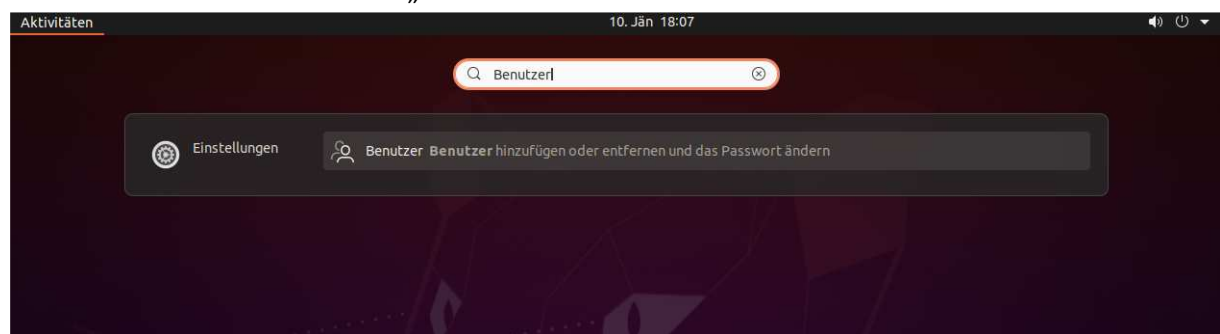 „
Aktivitäten 10. Jän 18:07
Benutzer
Einstellungen Benutzer Benutzer hinzufügen oder entfernen und das Passwort ändern